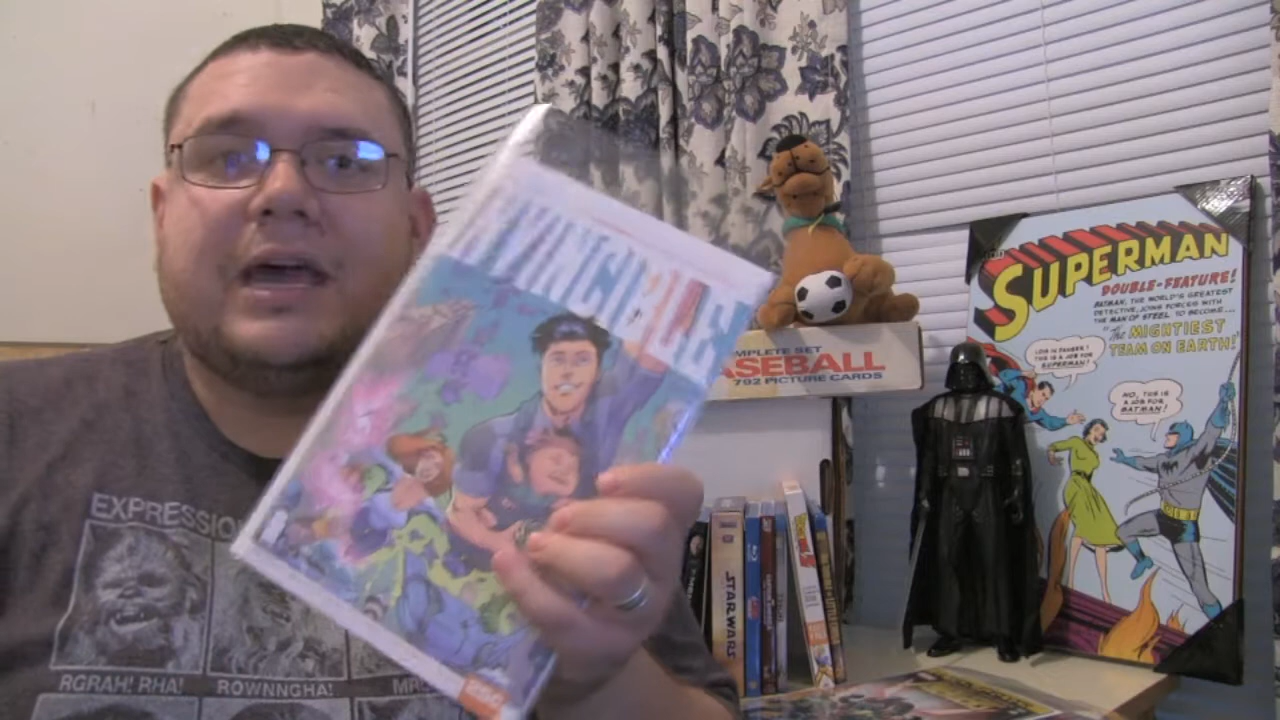 INVINCIBLE
SUPERMAN
DOUBLE-FEATURE!
BATMAN, THE WORLD'S GREATEST
DETECTIVE, JOINS FORCES WITH
THE MAN OF STEEL TO BECOME...
"The MIGHTIEST
TEAM ON EARTH!"
LOIS IN DANGER!
THIS IS A JOB FOR
SUPERMAN!
NO, THIS IS
A JOB FOR
BATMAN!
MPLETE SET
ASEBALL
792 PICTURE CARDS
STAR WARS
EXPRESSIO
RGRAH! RHA!
ROWNNGHA!